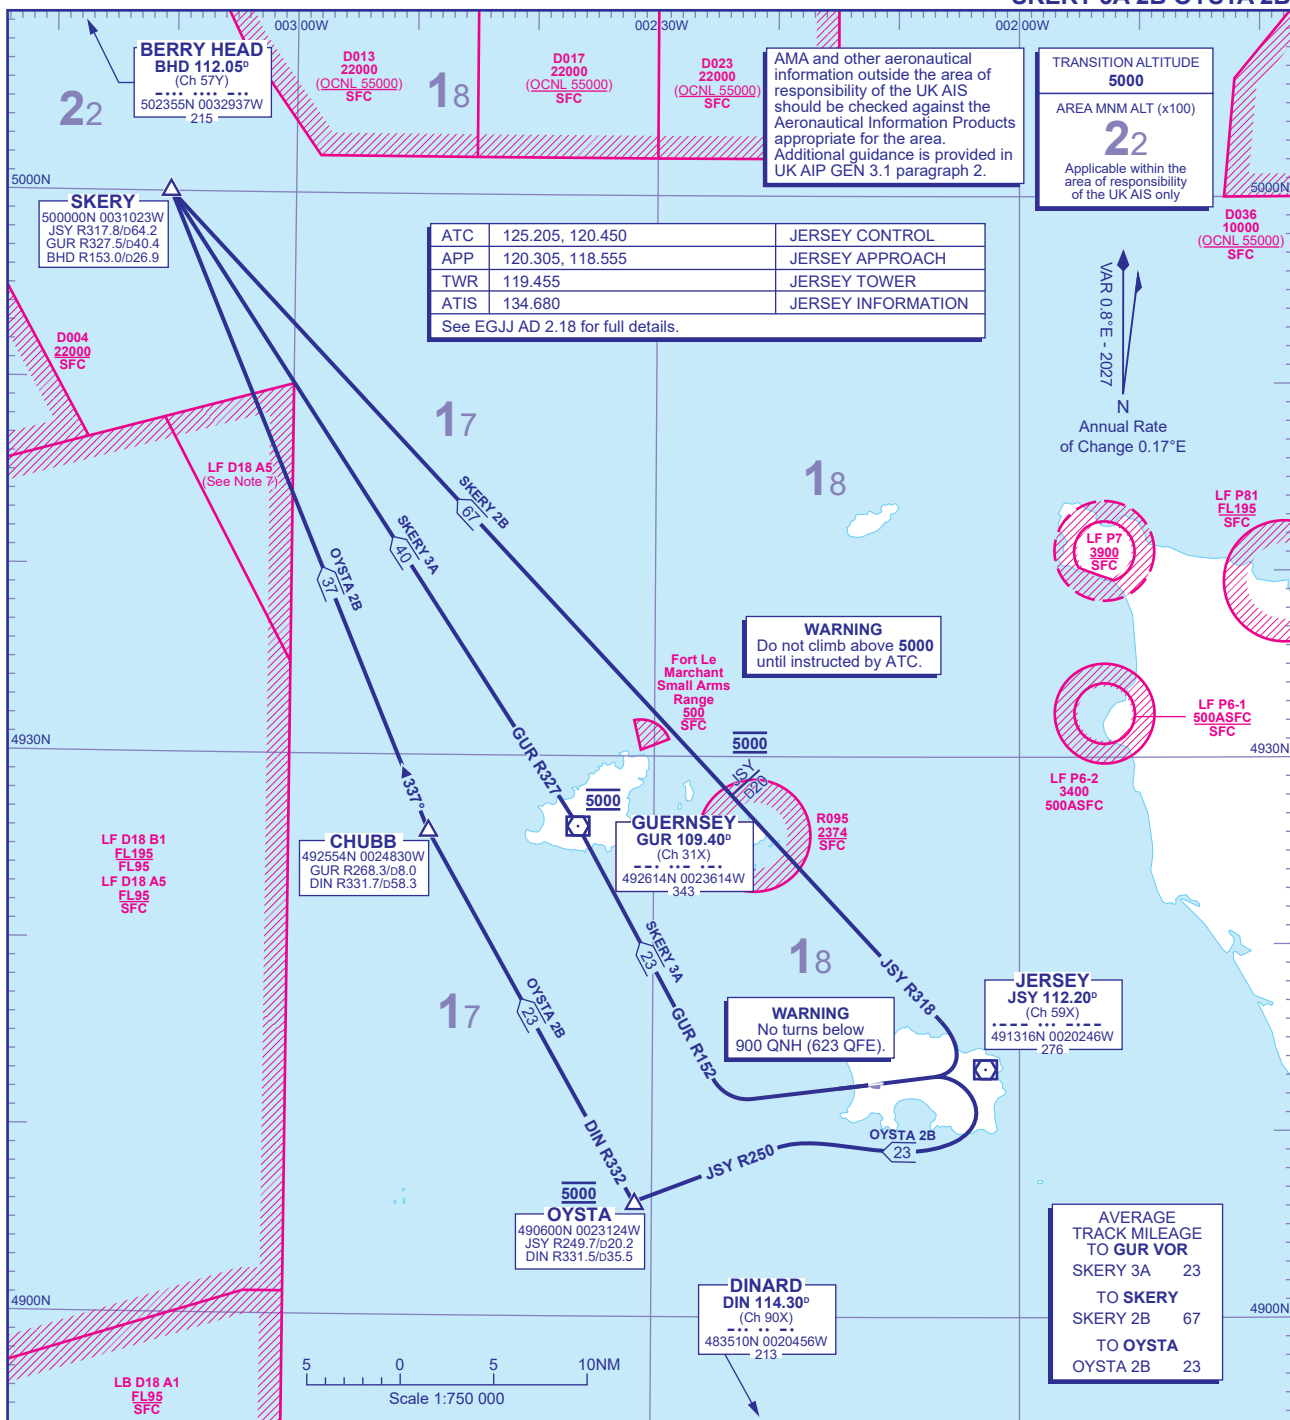 SKERY 3A 2B OYSTA 2B
003 00W
002 30W
002 00W
BERRY HEAD
BHD 112.05ᴰ
(Ch 57Y)
502355N 0032937W
215
22
D013
22000
(OCNL 55000)
SFC
18
D017
22000
(OCNL 55000)
SFC
D023
22000
(OCNL 55000)
SFC
AMA and other aeronautical
information outside the area of
responsibility of the UK AIS
should be checked against the
Aeronautical Information Products
appropriate for the area.
Additional guidance is provided in
UK AIP GEN 3.1 paragraph 2.
TRANSITION ALTITUDE
5000
AREA MNM ALT (x100)
22
Applicable within the
area of responsibility
of the UK AIS only
5000N
5000N
SKERY
500000N 0031023W
JSY R317.8/D64.2
GUR R327.5/D40.4
BHD R153.0/D26.9
D036
10000
(OCNL 55000)
SFC
ATC 125.205, 120.450 JERSEY CONTROL
APP 120.305, 118.555 JERSEY APPROACH
TWR 119.455 JERSEY TOWER
ATIS 134.680 JERSEY INFORMATION
See EGJJ AD 2.18 for full details.
VAR 0.8°E - 2027
N
Annual Rate
of Change 0.17°E
D004
22000
SFC
17
LF D18 A5
(See Note 7)
18
SKERY 2B
67
SKERY 3A
40
OYSTA 2B
37
LF P7
3900
SFC
LF P81
FL195
SFC
WARNING
Do not climb above 5000
until instructed by ATC.
Fort Le
Marchant
Small Arms
Range
500
SFC
LF P6-1
500ASFC
SFC
LF P6-2
3400
500ASFC
4930N
4930N
5000
JSY
D20
GUR R327
337°
5000
GUERNSEY
GUR 109.40ᴰ
(Ch 31X)
492614N 0023614W
343
R095
2374
SFC
CHUBB
492554N 0024830W
GUR R268.3/D8.0
DIN R331.7/D58.3
LF D18 B1
FL195
FL95
LF D18 A5
FL95
SFC
SKERY 3A
23
18
JSY R318
17
OYSTA 2B
23
GUR R152
WARNING
No turns below
900 QNH (623 QFE).
JERSEY
JSY 112.20ᴰ
(Ch 59X)
491316N 0020246W
276
DIN R332
JSY R250
OYSTA 2B
23
5000
OYSTA
490600N 0023124W
JSY R249.7/D20.2
DIN R331.5/D35.5
AVERAGE
TRACK MILEAGE
TO GUR VOR
SKERY 3A 23
TO SKERY
SKERY 2B 67
TO OYSTA
OYSTA 2B 23
4900N
4900N
DINARD
DIN 114.30ᴰ
(Ch 90X)
483510N 0020456W
213
5 0 5 10NM
Scale 1:750 000
LB D18 A1
FL95
SFC